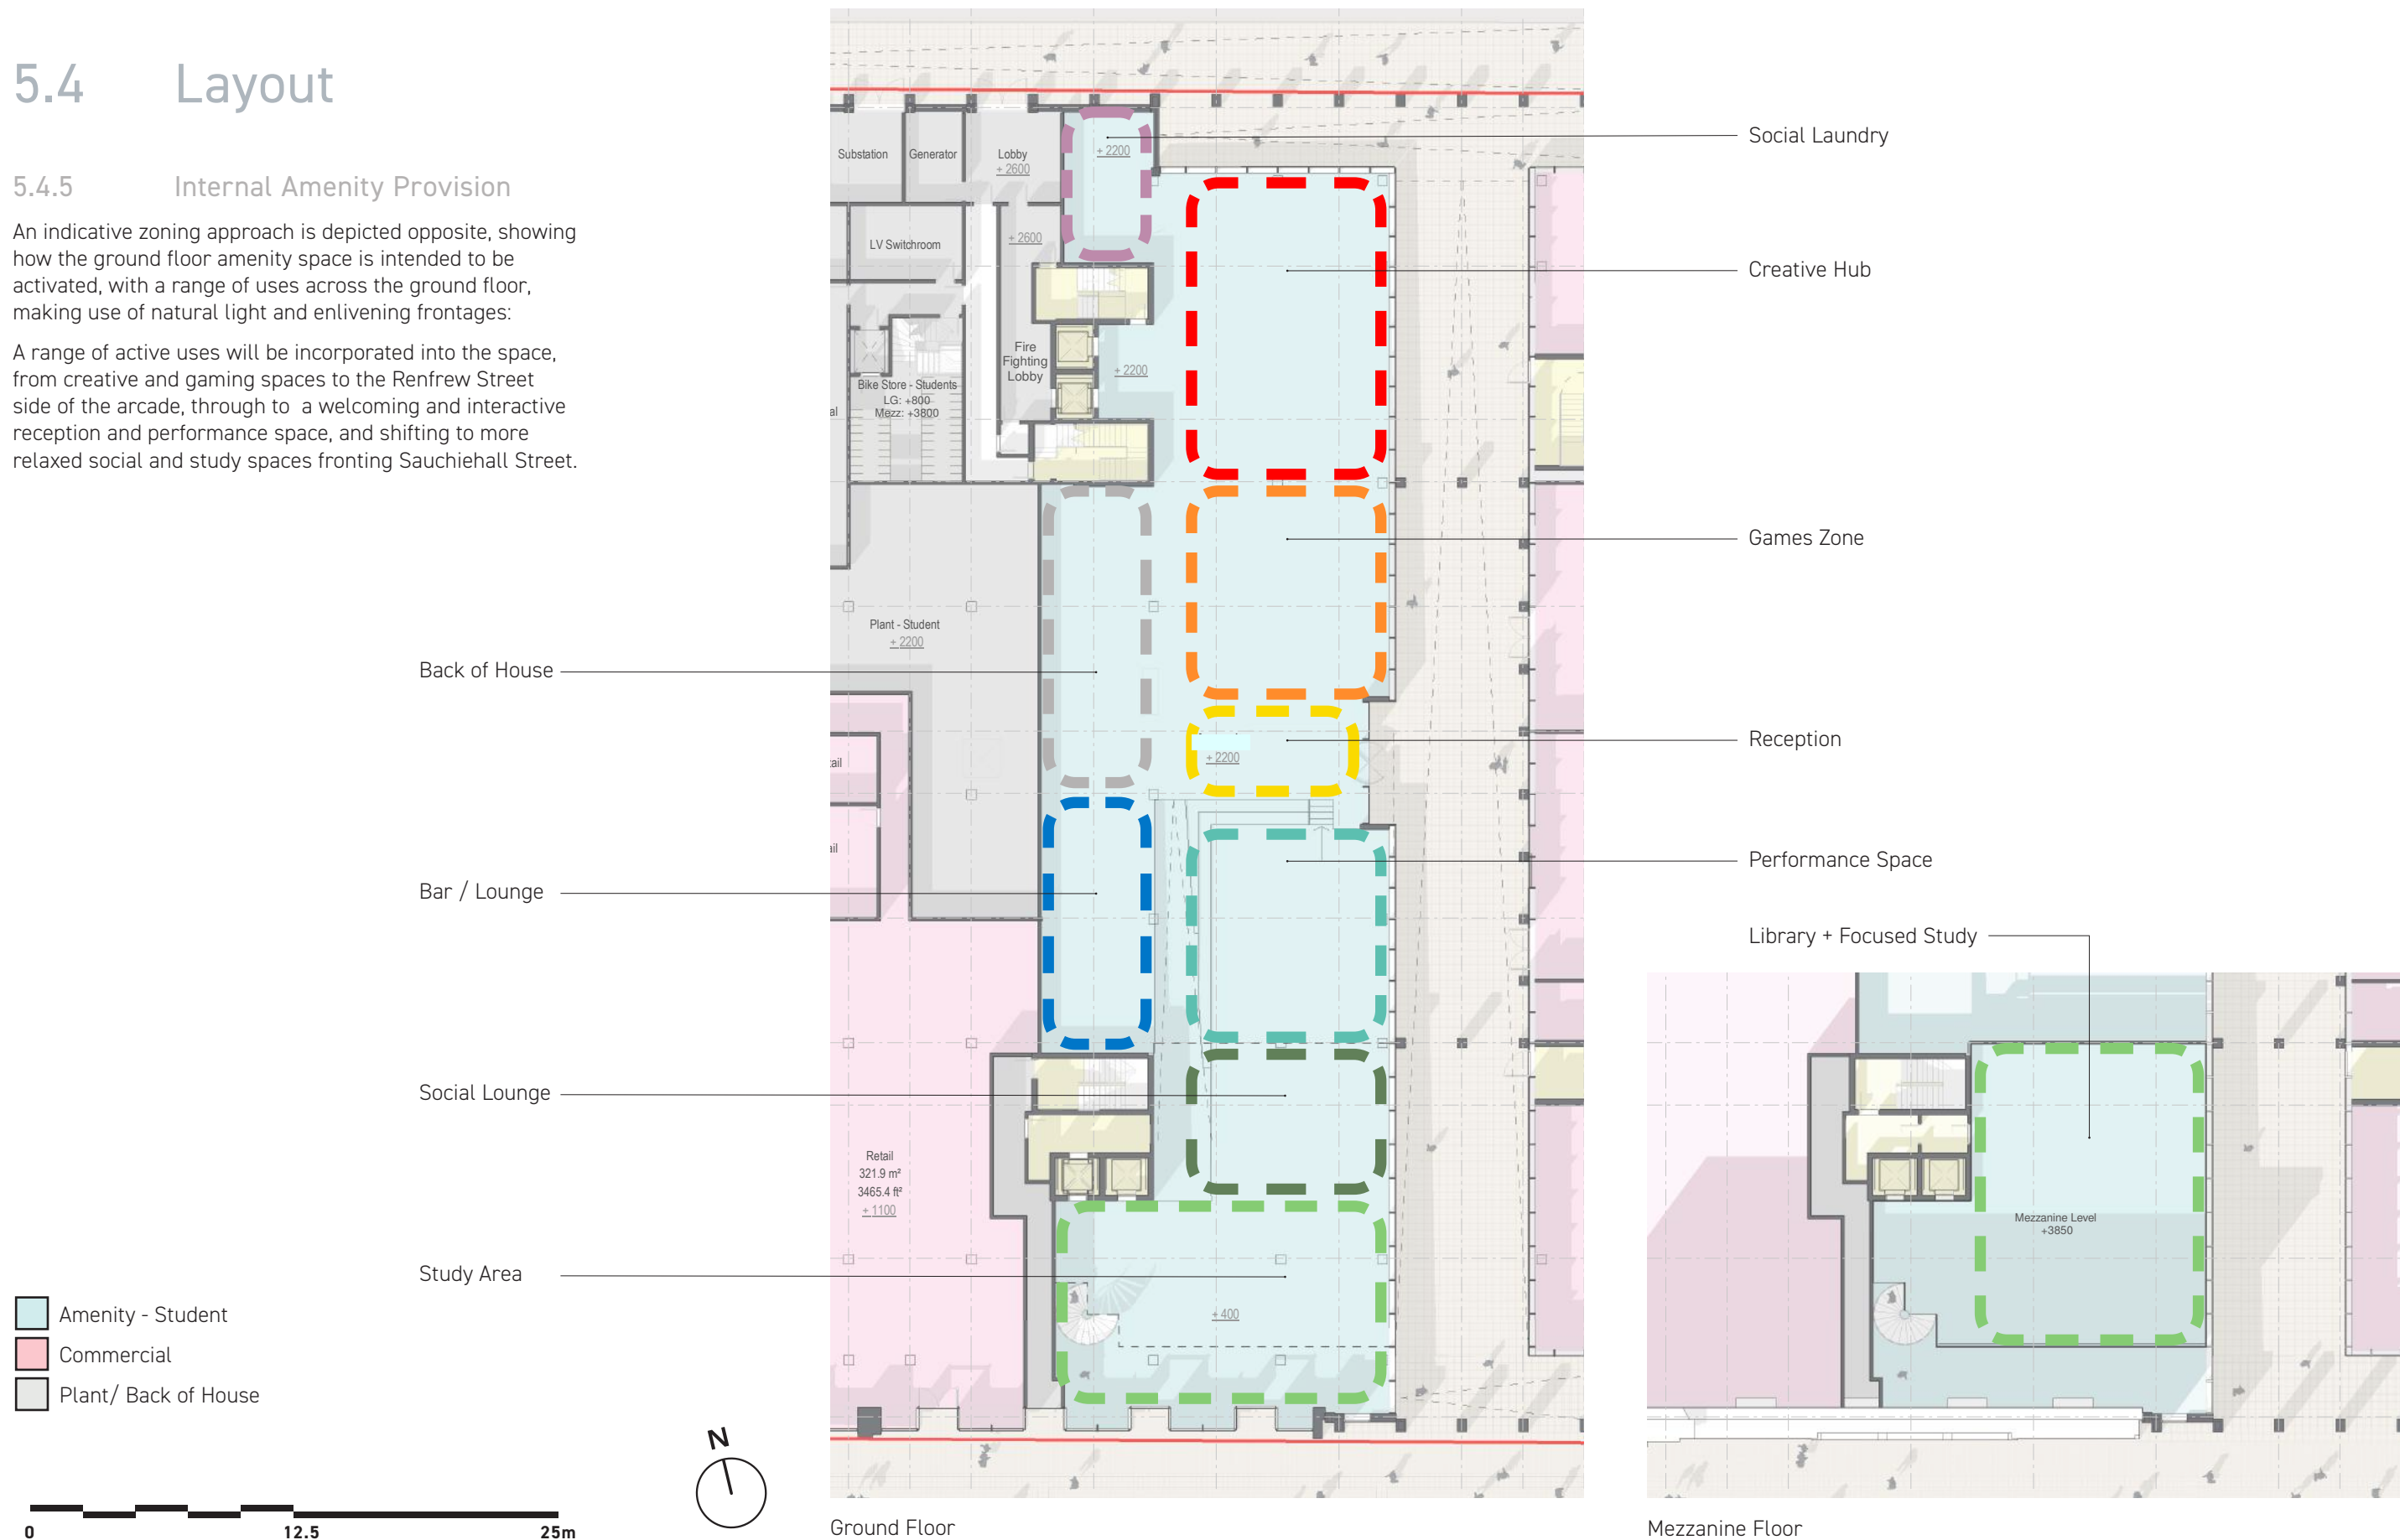 5.4 Layout
5.4.5 Internal Amenity Provision
An indicative zoning approach is depicted opposite, showing
how the ground floor amenity space is intended to be
activated, with a range of uses across the ground floor,
making use of natural light and enlivening frontages:
A range of active uses will be incorporated into the space,
from creative and gaming spaces to the Renfrew Street
side of the arcade, through to a welcoming and interactive
reception and performance space, and shifting to more
relaxed social and study spaces fronting Sauchiehall Street.
Back of House
Bar / Lounge
Social Lounge
Study Area
Amenity - Student
Commercial
Plant/ Back of House
0 12.5 25m
N
Substation
Generator
Lobby
+ 2600
+ 2200
LV Switchroom
+ 2600
Fire
Fighting
Lobby
+ 2200
Bike Store - Students
LG: +800
Mezz: +3800
al
Plant - Student
+ 2200
+ 2200
ail
ail
Retail
321.9 m²
3465.4 ft²
+ 1100
+ 400
Ground Floor
Social Laundry
Creative Hub
Games Zone
Reception
Performance Space
Library + Focused Study
Mezzanine Level
+3850
Mezzanine Floor